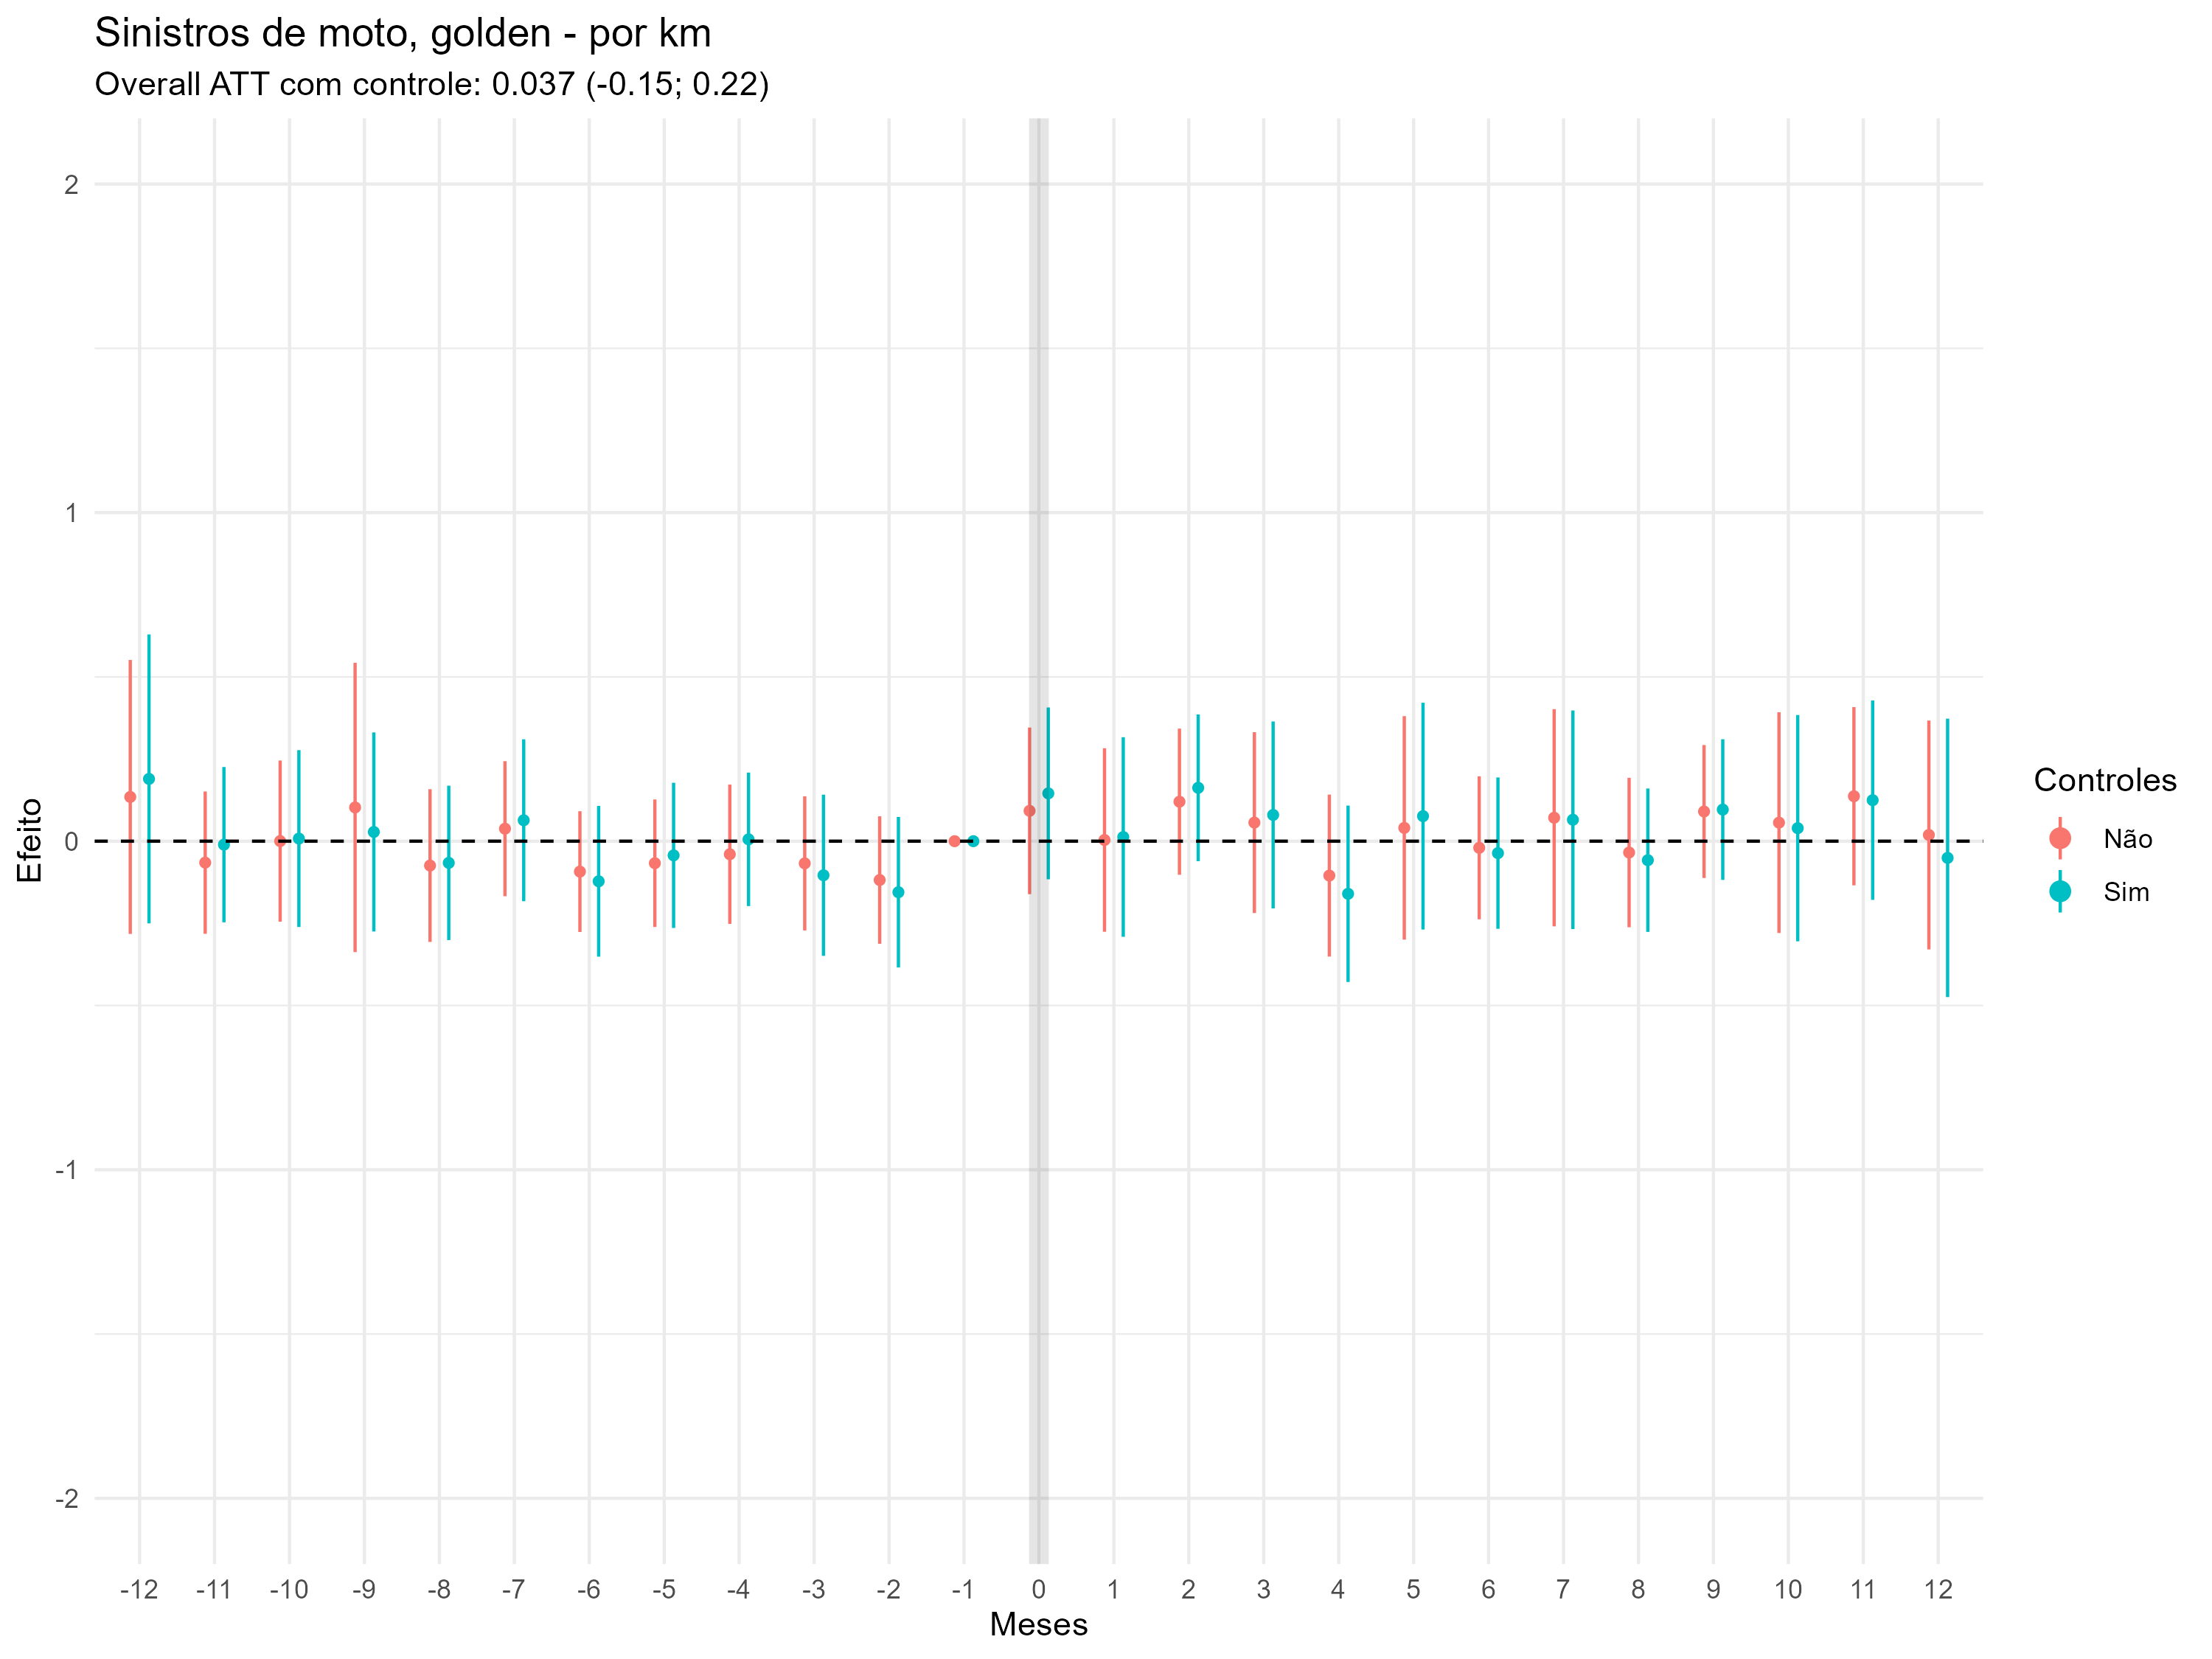 Sinistros de moto, golden - por km
Overall ATT com controle: 0.037 (-0.15; 0.22)
2
1
0
-1
-2
Efeito
-12 -11 -10 -9 -8 -7 -6 -5 -4 -3 -2 -1 0 1 2 3 4 5 6 7 8 9 10 11 12
Meses
Controles
Não
Sim